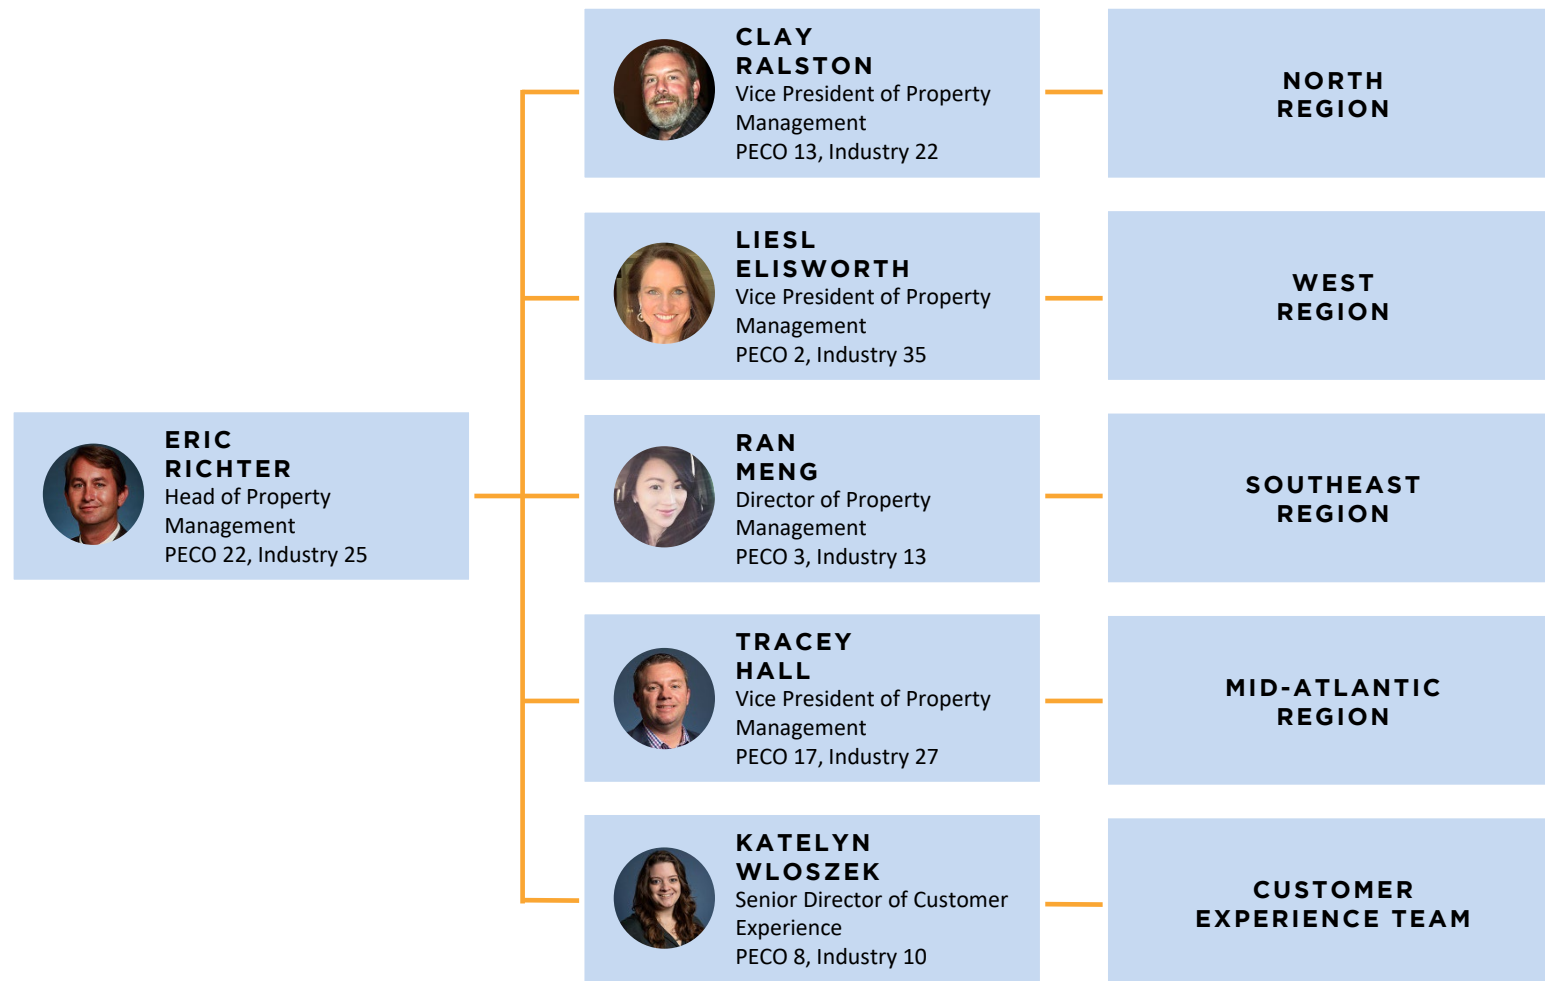 CLAY
RALSTON
Vice President of Property
Management
PECO 13, Industry 22
NORTH
REGION
LIESL
ELISWORTH
Vice President of Property
Management
PECO 2, Industry 35
WEST
REGION
ERIC
RICHTER
Head of Property
Management
PECO 22, Industry 25
RAN
MENG
Director of Property
Management
PECO 3, Industry 13
SOUTHEAST
REGION
TRACEY
HALL
Vice President of Property
Management
PECO 17, Industry 27
MID-ATLANTIC
REGION
KATELYN
WLOSZEK
Senior Director of Customer
Experience
PECO 8, Industry 10
CUSTOMER
EXPERIENCE TEAM